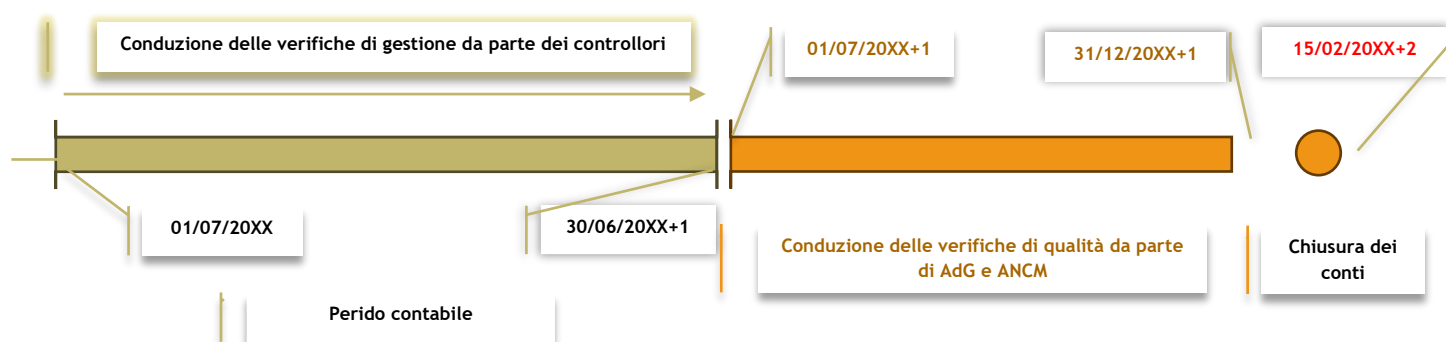 Conduzione delle verifiche di gestione da parte dei controllori
01/07/20XX+1
31/12/20XX+1
15/02/20XX+2
01/07/20XX
30/06/20XX+1
Conduzione delle verifiche di qualità da parte
di AdG e ANCM
Chiusura dei
conti
Perido contabile